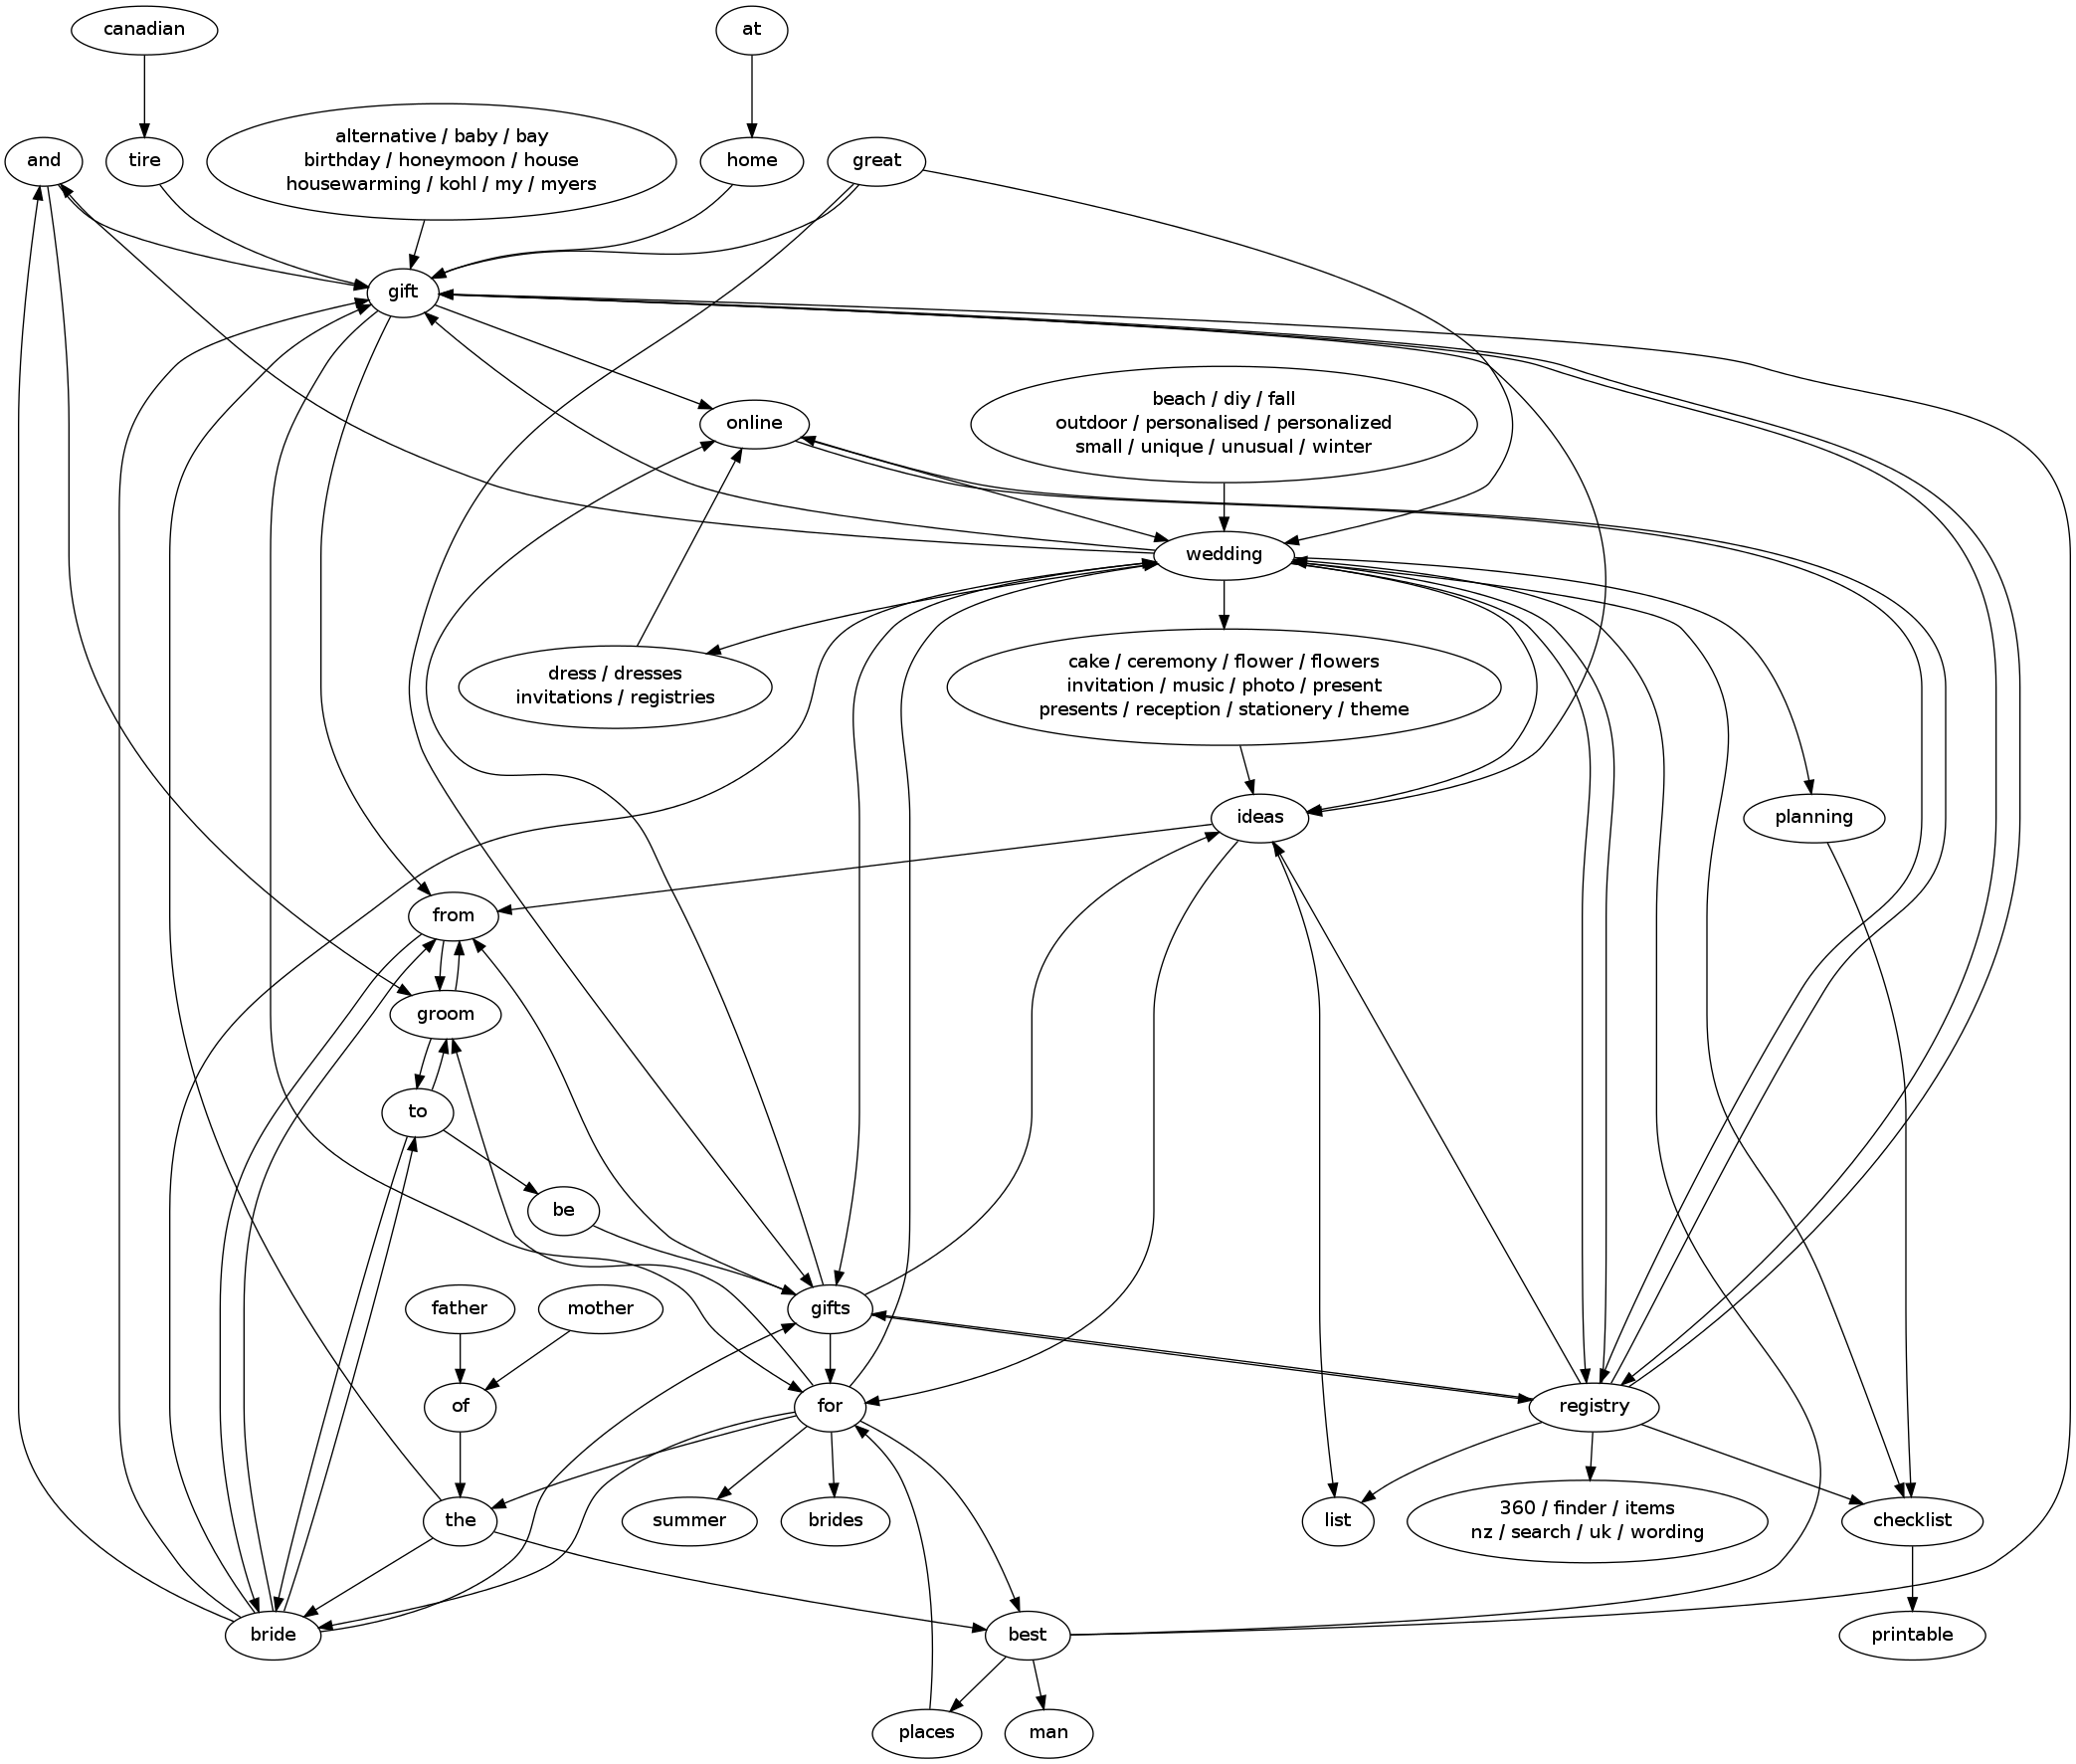 canadian
at
and
tire
alternative / baby / bay
birthday / honeymoon / house
housewarming / kohl / my / myers
home
great
gift
online
beach / diy / fall
outdoor / personalised / personalized
small / unique / unusual / winter
wedding
dress / dresses
invitations / registries
cake / ceremony / flower / flowers
invitation / music / photo / present
presents / reception / stationery / theme
ideas
planning
from
groom
to
be
father
mother
gifts
of
for
registry
the
summer
brides
list
360 / finder / items
nz / search / uk / wording
checklist
bride
best
printable
places
man